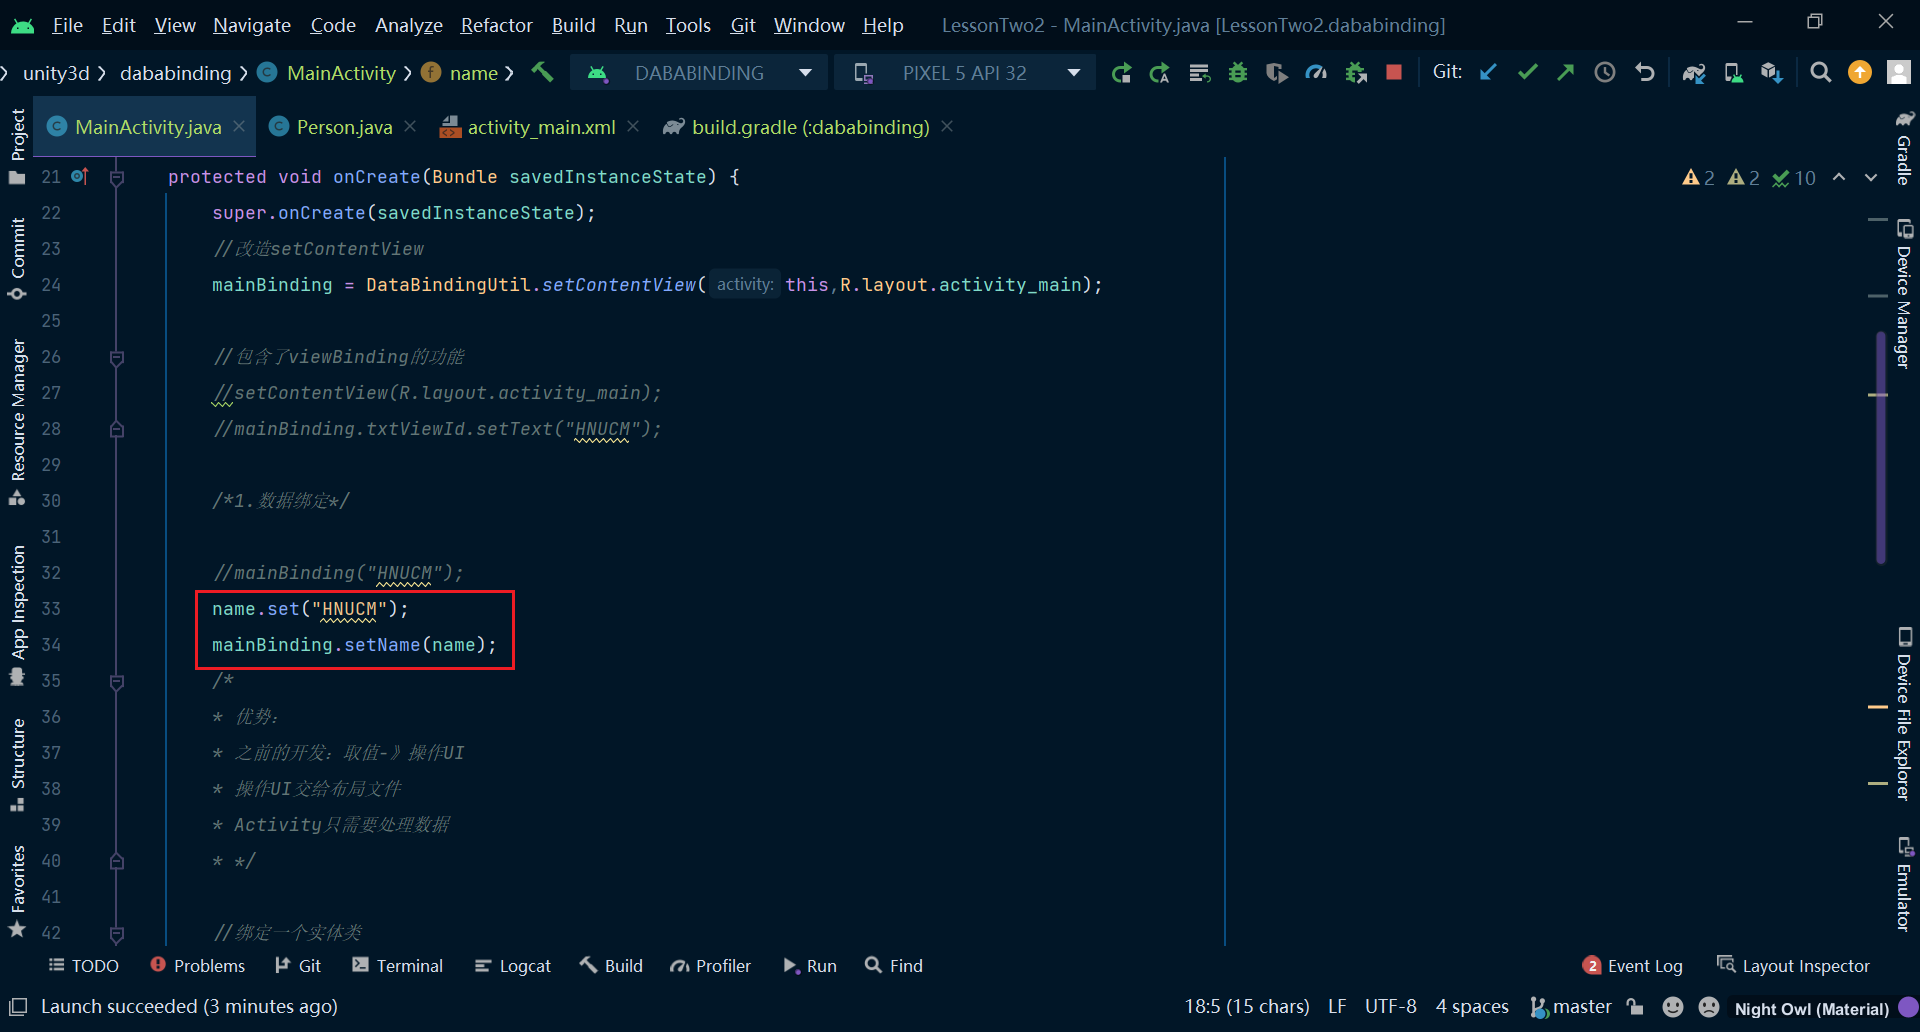 File Edit View Navigate Code Analyze Refactor Build Run Tools Git Window Help LessonTwo2 - MainActivity.java [LessonTwo2.dababinding]
unity3d dababinding MainActivity name DABABINDING PIXEL 5 API 32 Git:
MainActivity.java Person.java activity_main.xml build.gradle (:dababinding)
2 2 10
21 protected void onCreate(Bundle savedInstanceState) {
22 super.onCreate(savedInstanceState);
23 //改造setContentView
24 mainBinding = DataBindingUtil.setContentView( activity: this,R.layout.activity_main);
25
26 //包含了viewBinding的功能
27 //setContentView(R.layout.activity_main);
28 //mainBinding.txtViewId.setText("HNUCM");
29
30 /*1.数据绑定*/
31
32 //mainBinding("HNUCM");
33 name.set("HNUCM");
34 mainBinding.setName(name);
35 /*
36 * 优势:
37 * 之前的开发: 取值-》操作UI
38 * 操作UI交给布局文件
39 * Activity只需要处理数据
40 * */
41
42 //绑定一个实体类
Project
Commit
Resource Manager
App Inspection
Structure
Favorites
Gradle
Device Manager
Device File Explorer
Emulator
TODO Problems Git Terminal Logcat Build Profiler Run Find 2 Event Log Layout Inspector
Launch succeeded (3 minutes ago) 18:5 (15 chars) LF UTF-8 4 spaces master Night Owl (Material)